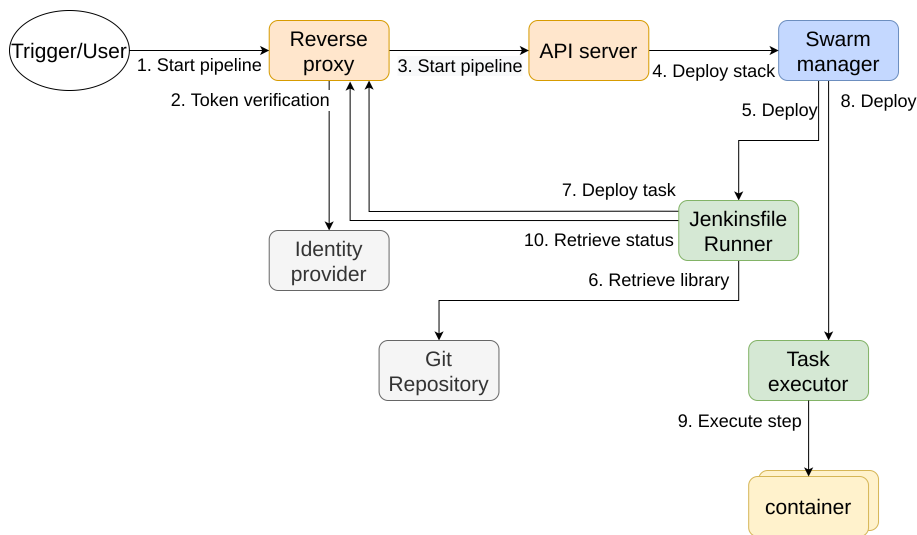 Trigger/User
1. Start pipeline
Reverse
proxy
3. Start pipeline
API server
4. Deploy stack
Swarm
manager
2. Token verification
5. Deploy
8. Deploy
7. Deploy task
Jenkinsfile
Runner
10. Retrieve status
Identity
provider
6. Retrieve library
Git
Repository
Task
executor
9. Execute step
container